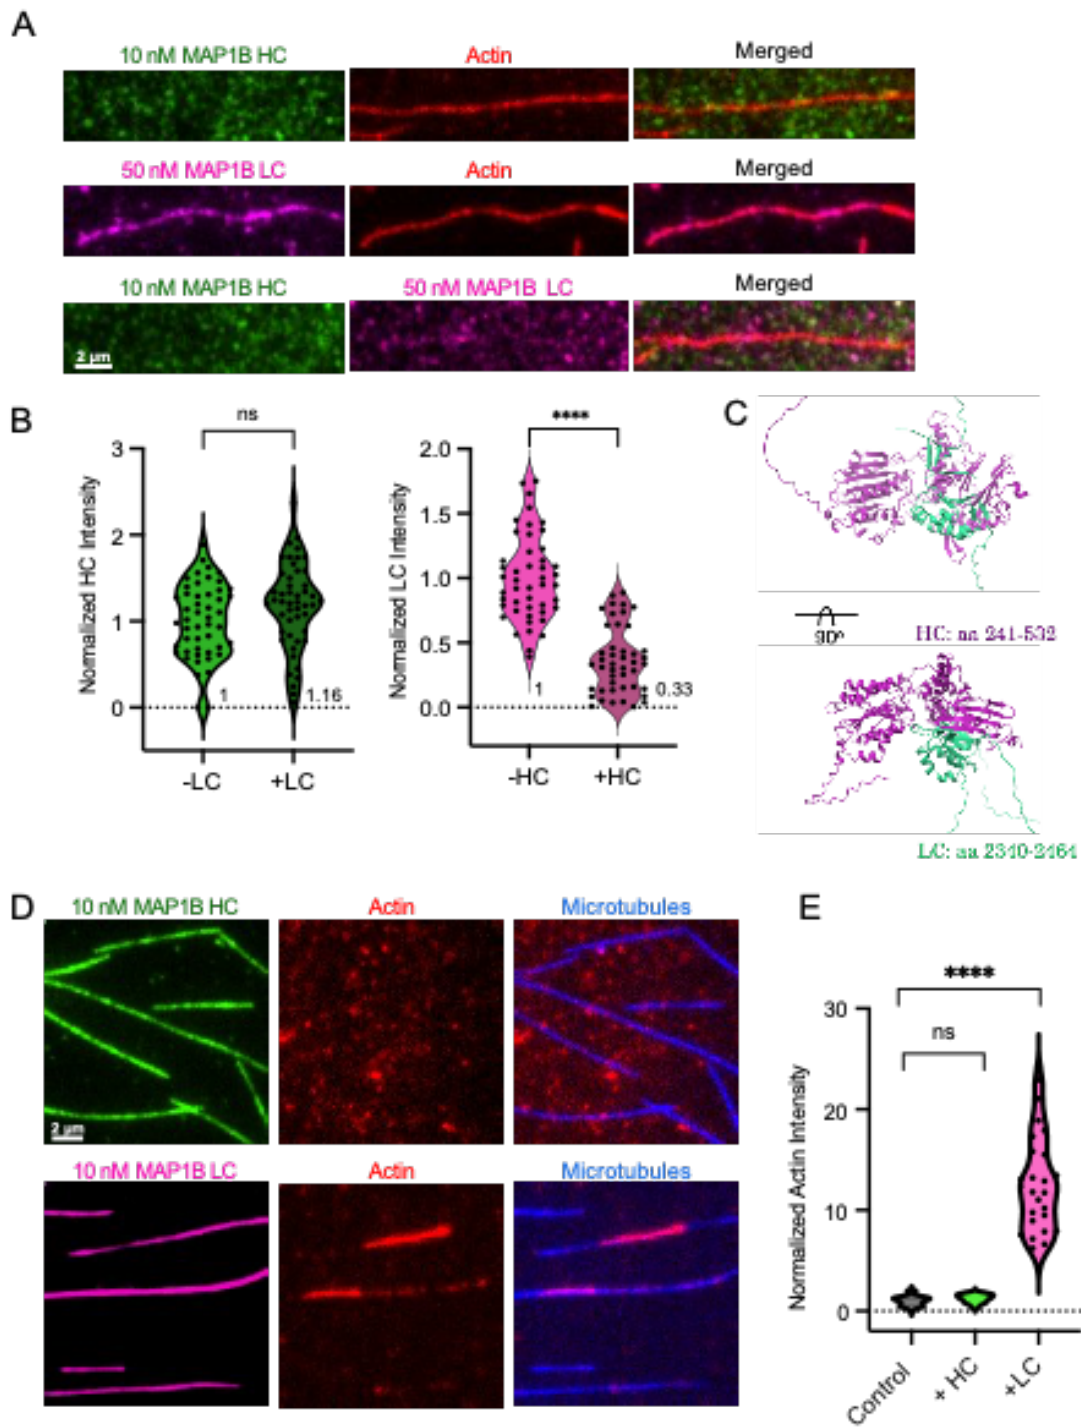 A
10 nM MAP1B HC
Actin
Merged
50 nM MAP1B LC
Actin
Merged
10 nM MAP1B HC
50 nM MAP1B LC
Merged
2 µm
B
ns
Normalized HC Intensity
3
2
1
0
1
1.16
-LC
+LC
****
Normalized LC Intensity
2.0
1.5
1.0
0.5
0.0
1
0.33
-HC
+HC
C
90°
HC: aa 241-532
LC: aa 2340-2464
D
10 nM MAP1B HC
Actin
Microtubules
2 µm
10 nM MAP1B LC
Actin
Microtubules
E
****
ns
Normalized Actin Intensity
30
20
10
0
Control
+ HC
+LC